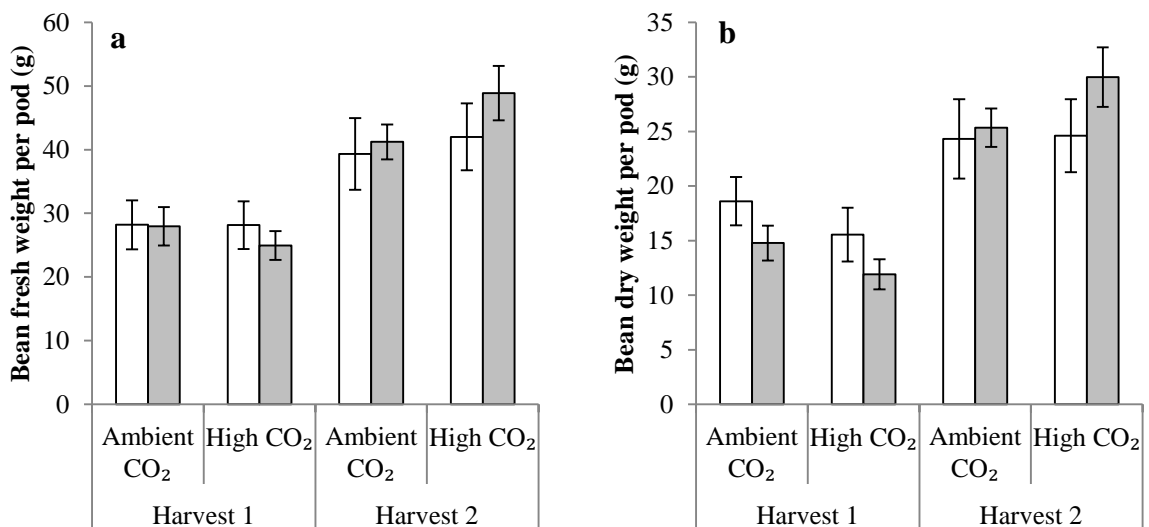 a
Bean fresh weight per pod (g)
60
50
40
30
20
10
0
Ambient CO₂
High CO₂
Ambient CO₂
High CO₂
Harvest 1
Harvest 2
b
Bean dry weight per pod (g)
35
30
25
20
15
10
5
0
Ambient CO₂
High CO₂
Ambient CO₂
High CO₂
Harvest 1
Harvest 2